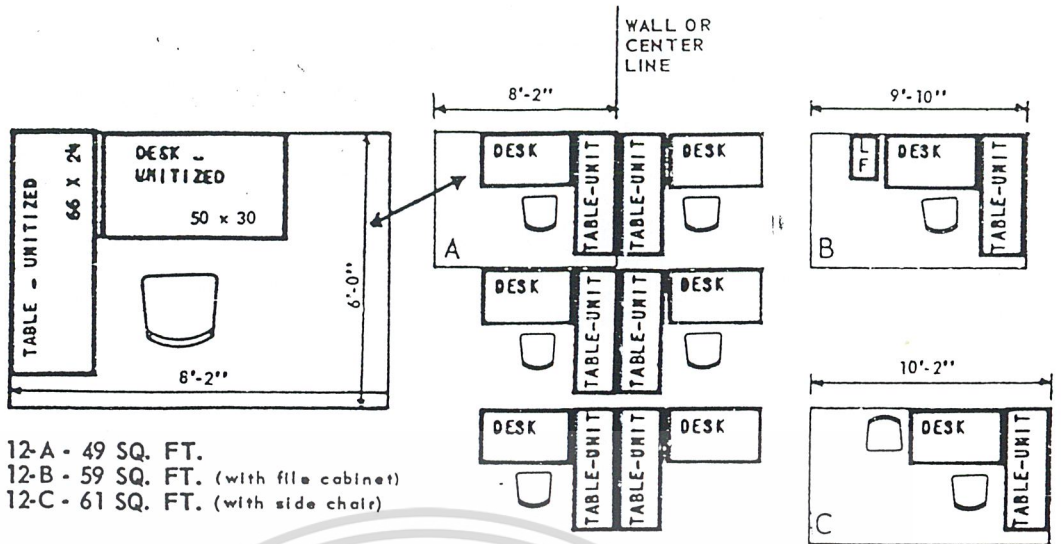 WALL OR
CENTER
LINE
8'-2"
9'-10"
TABLE - UNITIZED
66 X 24
DESK -
UNITIZED
50 x 30
6'-0"
8'-2"
DESK
TABLE-UNIT
TABLE-UNIT
DESK
A
DESK
TABLE-UNIT
TABLE-UNIT
DESK
DESK
TABLE-UNIT
TABLE-UNIT
DESK
L
F
DESK
TABLE-UNIT
B
10'-2"
DESK
TABLE-UNIT
C
12-A - 49 SQ. FT.
12-B - 59 SQ. FT. (with file cabinet)
12-C - 61 SQ. FT. (with side chair)